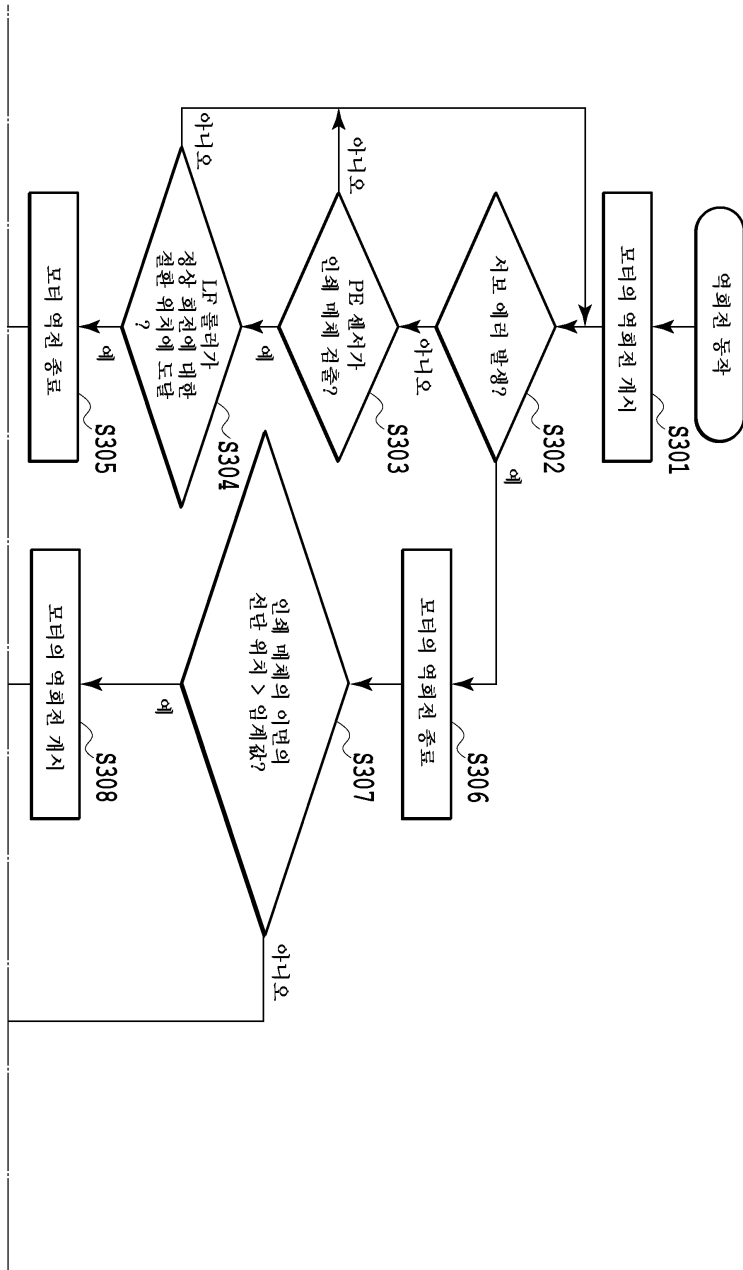 역회전 동작
모터의 역회전 개시
S301
서보 에러 발생?
S302
예
아니오
PE 센서가
인쇄 매체 검출?
S303
아니오
예
LF 롤러가
정상 회전에 대한
절환 위치에 도달
?
S304
아니오
예
모터 역전 종료
S305
모터의 역회전 종료
S306
인쇄 매체의 이면의
선단 위치 > 임계값?
S307
아니오
예
모터의 역회전 개시
S308